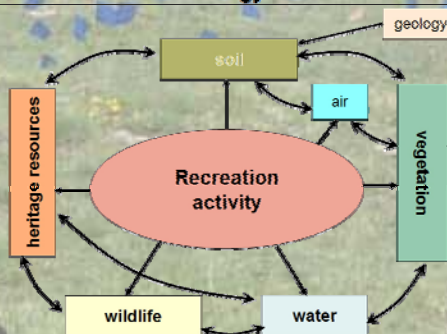 geology
soil
air
heritage resources
vegetation
Recreation
activity
wildlife
water